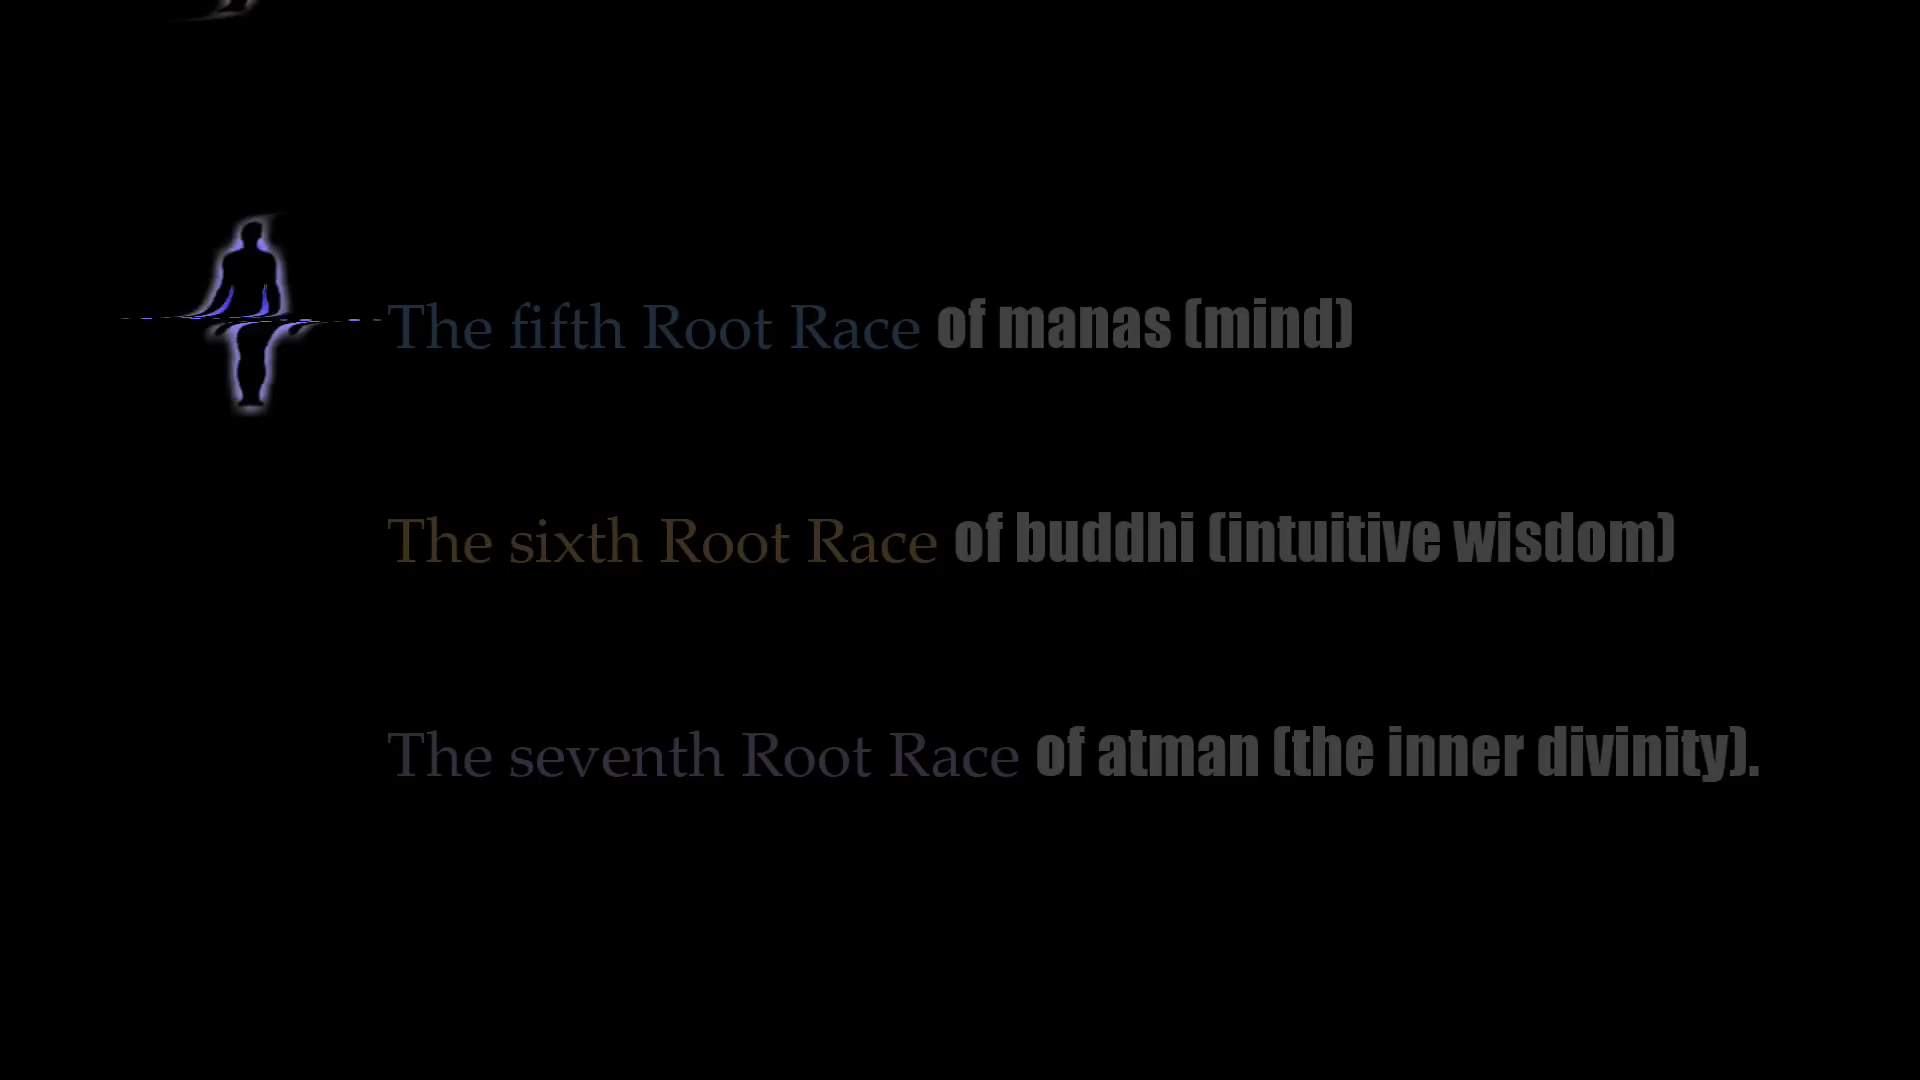 The fifth Root Race of manas (mind)
The sixth Root Race of buddhi (intuitive wisdom)
The seventh Root Race of atman (the inner divinity).